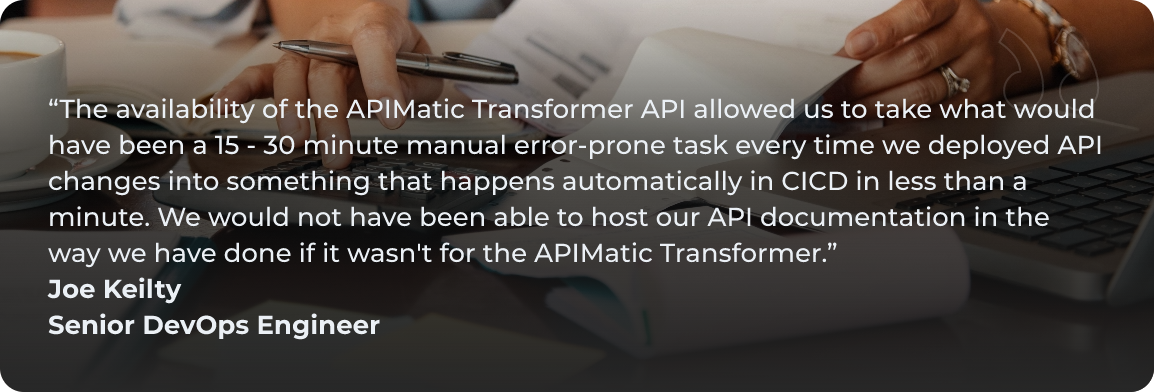 “The availability of the APIMatic Transformer API allowed us to take what would
have been a 15 - 30 minute manual error-prone task every time we deployed API
changes into something that happens automatically in CICD in less than a
minute. We would not have been able to host our API documentation in the
way we have done if it wasn't for the APIMatic Transformer.”
Joe Keilty
Senior DevOps Engineer